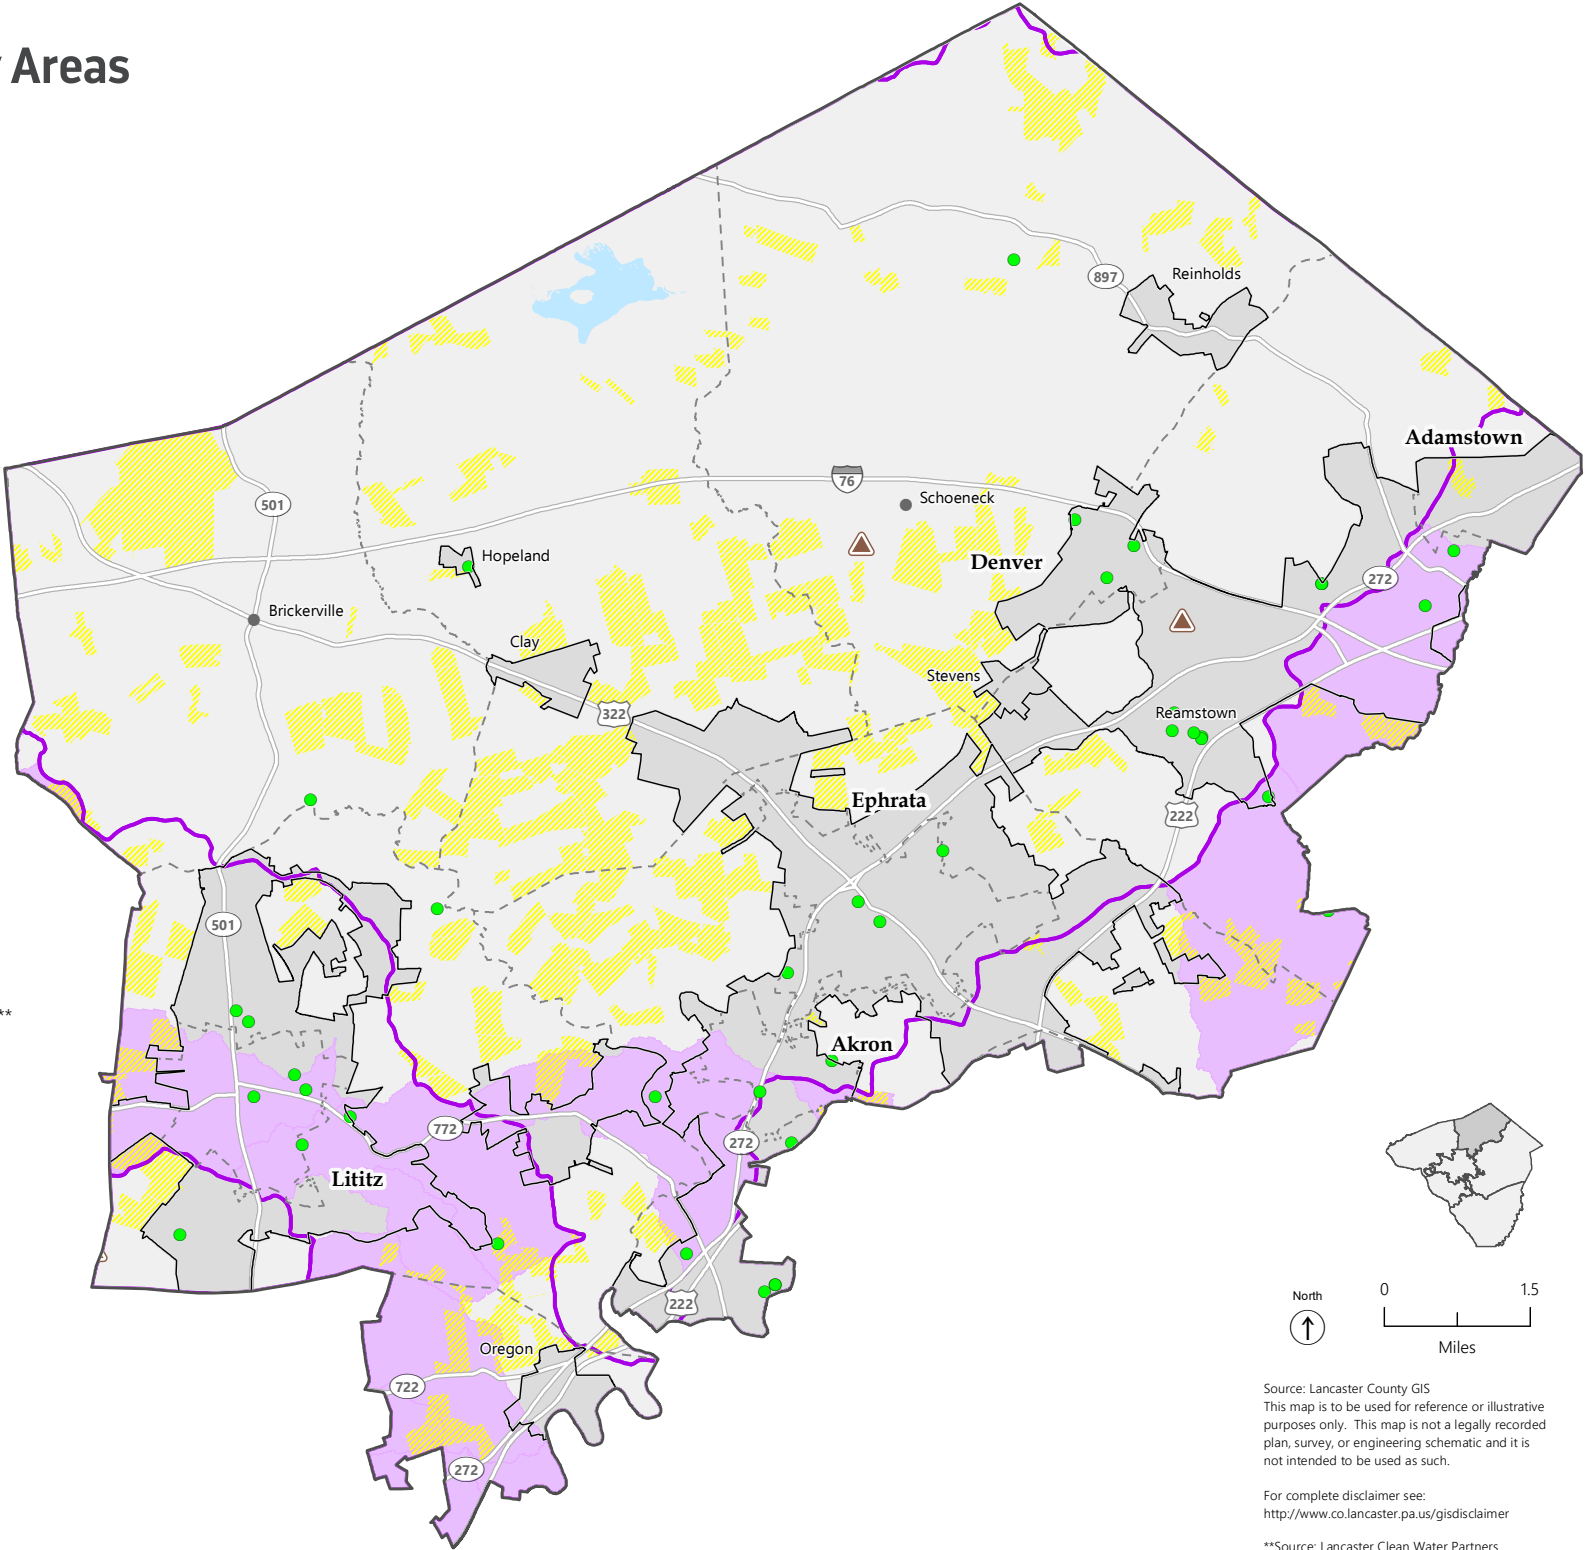 Areas
897
Reinholds
Adamstown
501
76
Schoeneck
Hopeland
Denver
272
Brickerville
Clay
Stevens
322
Reamstown
Ephrata
222
501
**
Akron
772
272
Lititz
222
Oregon
722
272
North
0 1.5
Miles
Source: Lancaster County GIS
This map is to be used for reference or illustrative
purposes only. This map is not a legally recorded
plan, survey, or engineering schematic and it is
not intended to be used as such.
For complete disclaimer see:
http://www.co.lancaster.pa.us/gisdisclaimer
**Source: Lancaster Clean Water Partners